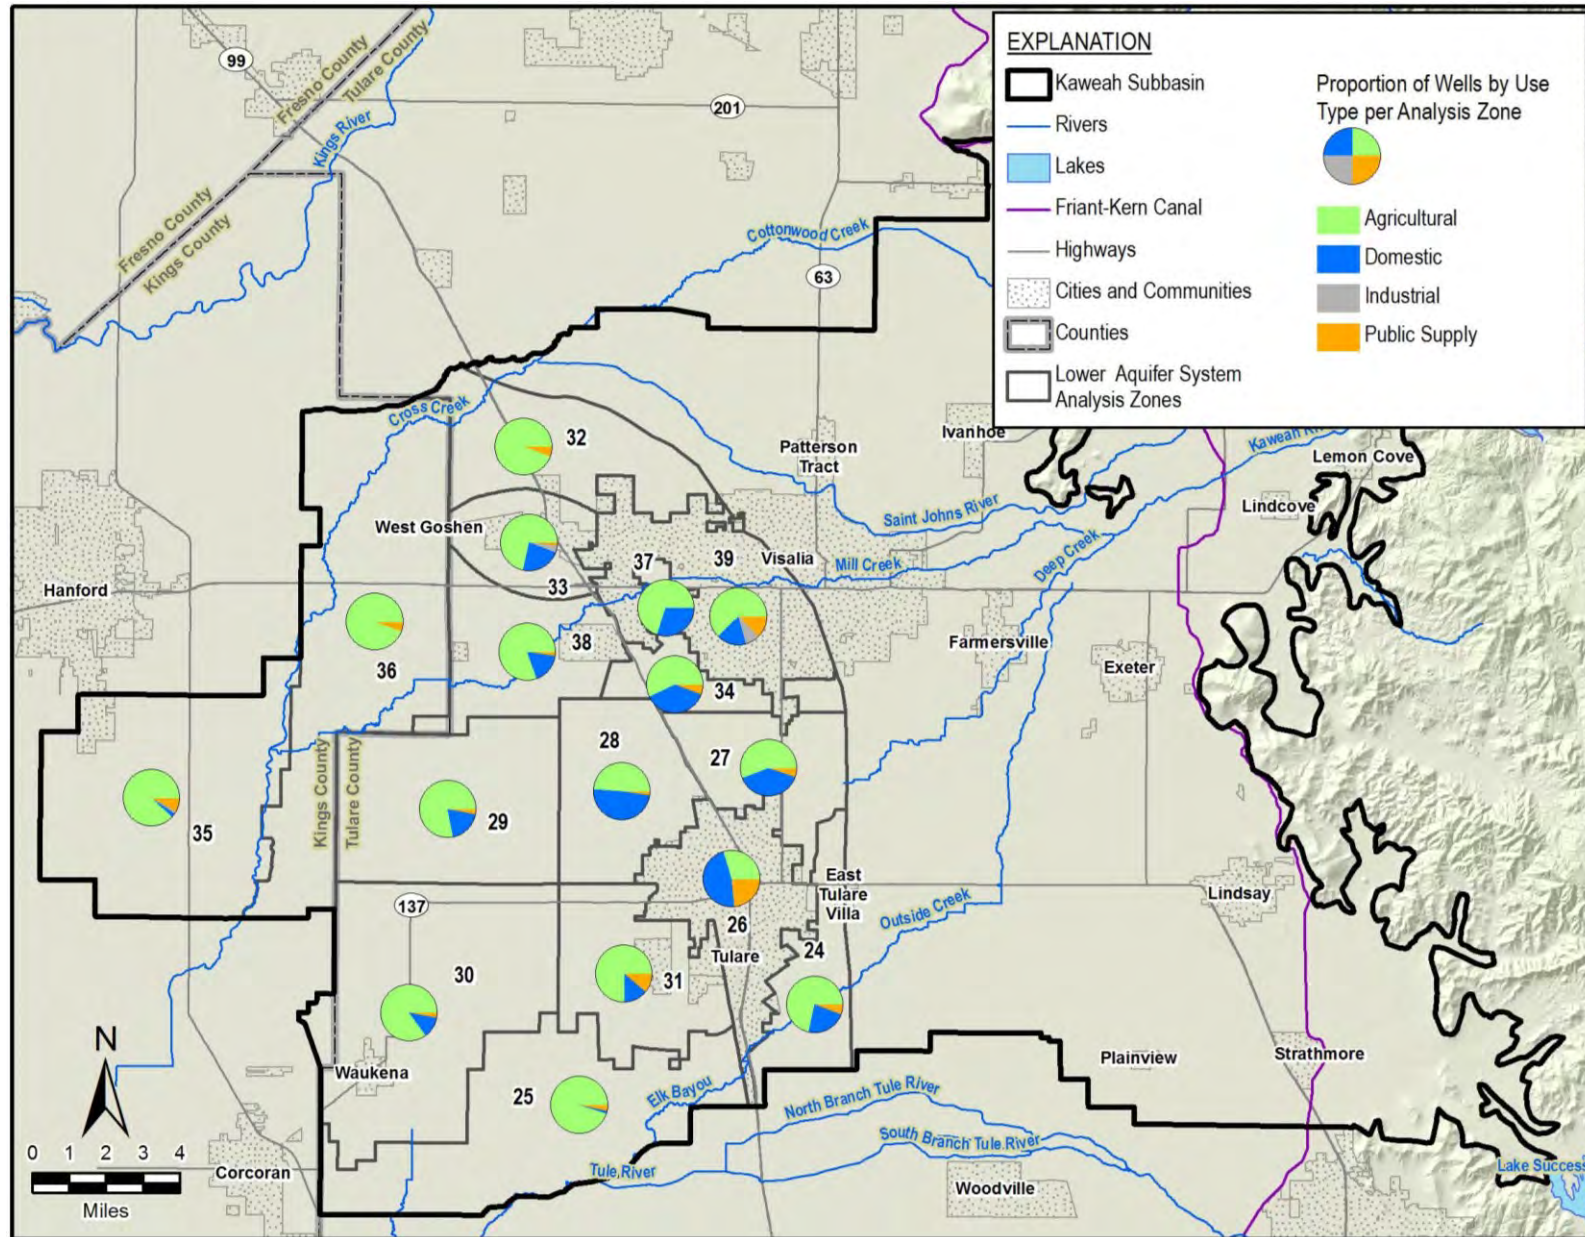 EXPLANATION
Kaweah Subbasin
Rivers
Lakes
Friant-Kern Canal
Highways
Cities and Communities
Counties
Lower Aquifer System
Analysis Zones
Proportion of Wells by Use
Type per Analysis Zone
Agricultural
Domestic
Industrial
Public Supply
99
Fresno County
Tulare County
201
Kings River
Fresno County
Kings County
Cottonwood Creek
63
Cross Creek
32
Patterson
Tract
Ivanhoe
Lemon Cove
Lindcove
West Goshen
Saint Johns River
37
39
Visalia
Mill Creek
Deep Creek
Hanford
33
38
Farmersville
Exeter
36
34
28
27
Kings County
Tulare County
35
29
East
Tulare
Villa
Lindsay
137
26
Outside Creek
Tulare
24
30
31
N
Waukena
Plainview
Strathmore
25
Elk Bayou
North Branch Tule River
South Branch Tule River
0 1 2 3 4
Miles
Corcoran
Tule River
Woodville
Lake Success